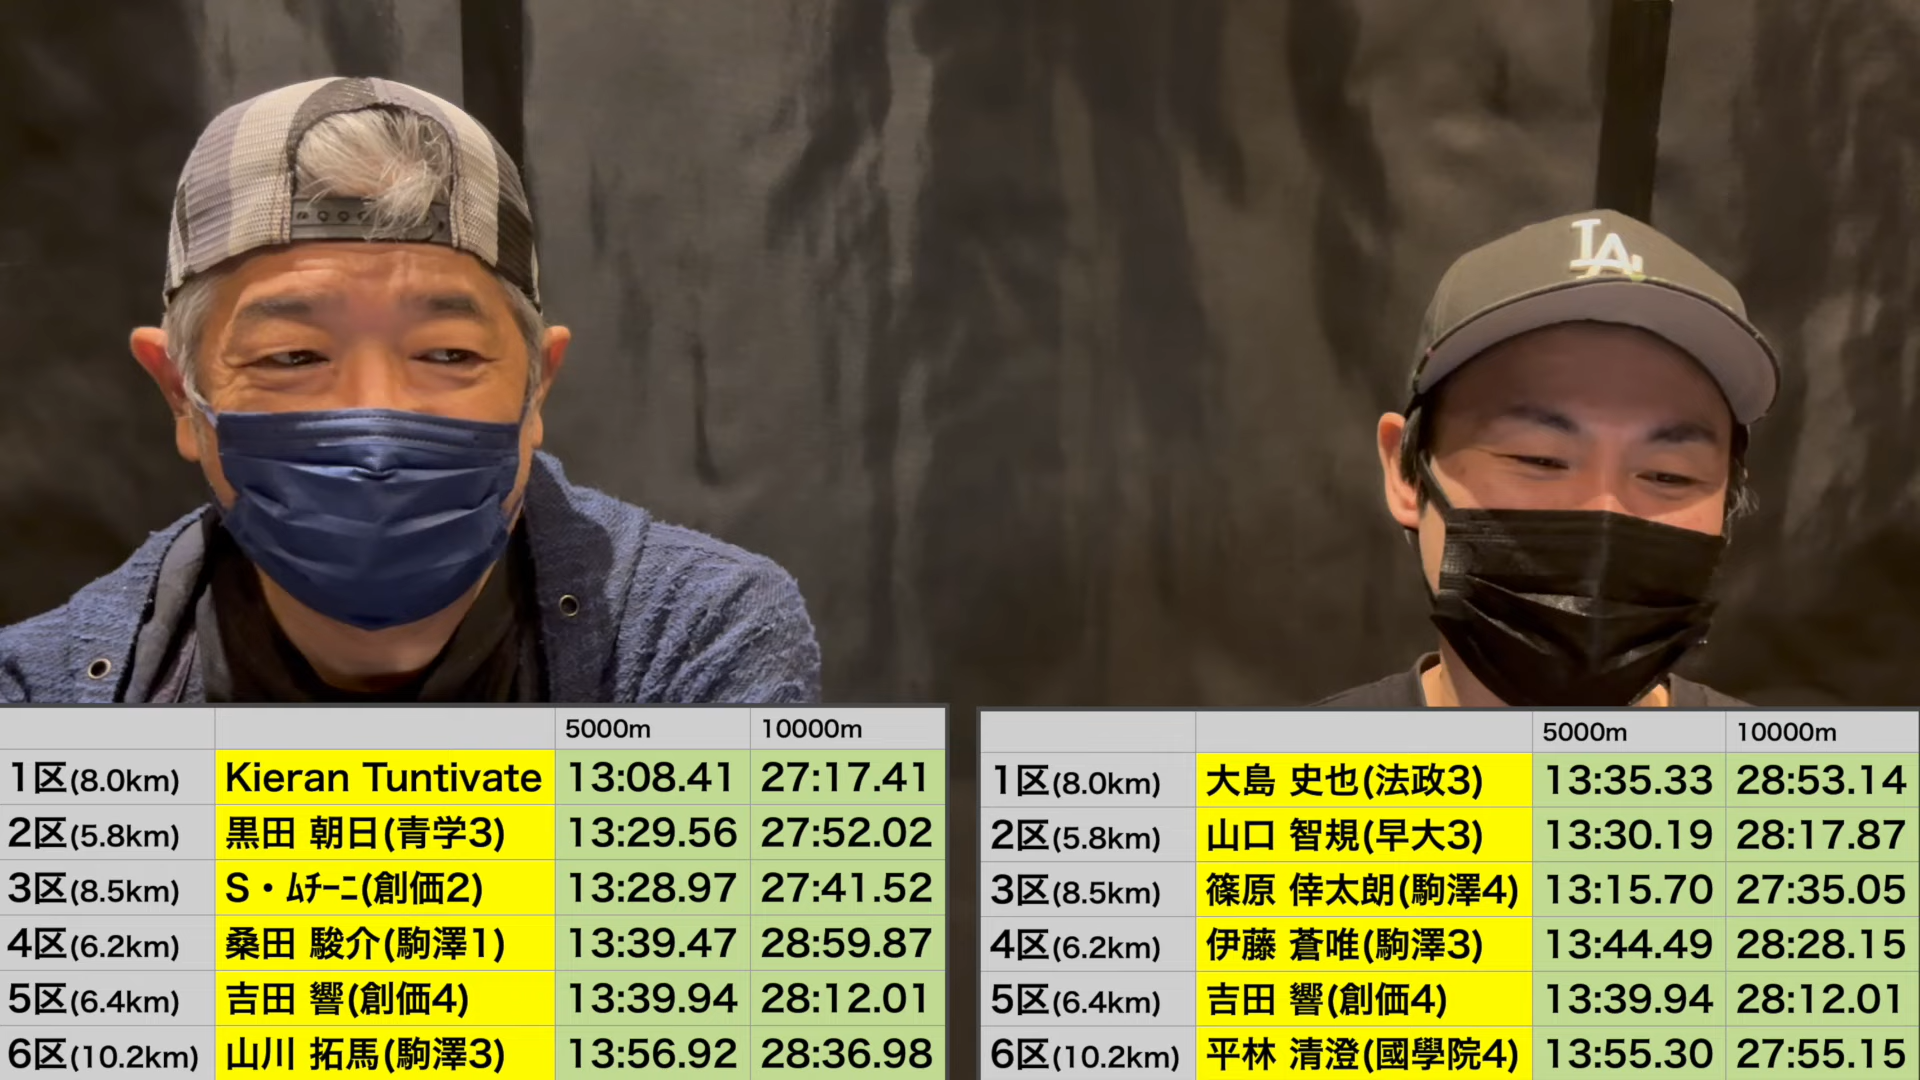 LA
5000m 10000m
1区(8.0km) Kieran Tuntivate 13:08.41 27:17.41
2区(5.8km) 黒田 朝日(青学3) 13:29.56 27:52.02
3区(8.5km) S・ﾑﾁｰﾆ(創価2) 13:28.97 27:41.52
4区(6.2km) 桑田 駿介(駒澤1) 13:39.47 28:59.87
5区(6.4km) 吉田 響(創価4) 13:39.94 28:12.01
6区(10.2km) 山川 拓馬(駒澤3) 13:56.92 28:36.98
5000m 10000m
1区(8.0km) 大島 史也(法政3) 13:35.33 28:53.14
2区(5.8km) 山口 智規(早大3) 13:30.19 28:17.87
3区(8.5km) 篠原 倖太朗(駒澤4) 13:15.70 27:35.05
4区(6.2km) 伊藤 蒼唯(駒澤3) 13:44.49 28:28.15
5区(6.4km) 吉田 響(創価4) 13:39.94 28:12.01
6区(10.2km) 平林 清澄(國學院4) 13:55.30 27:55.15